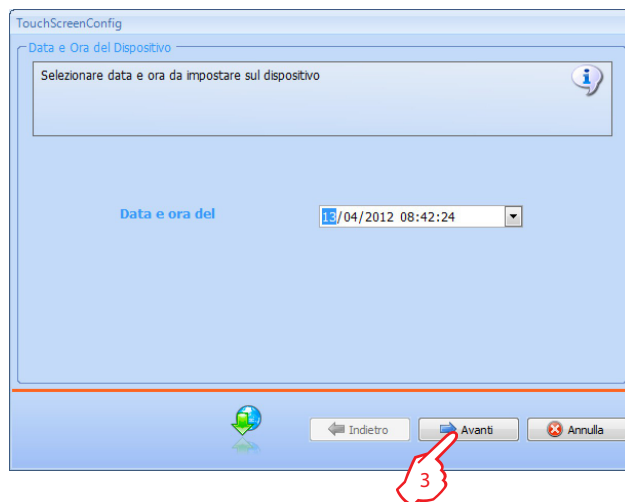 TouchScreenConfig
Data e Ora del Dispositivo
Selezionare data e ora da impostare sul dispositivo
Data e ora del
13/04/2012 08:42:24
Indietro
Avanti
Annulla
3